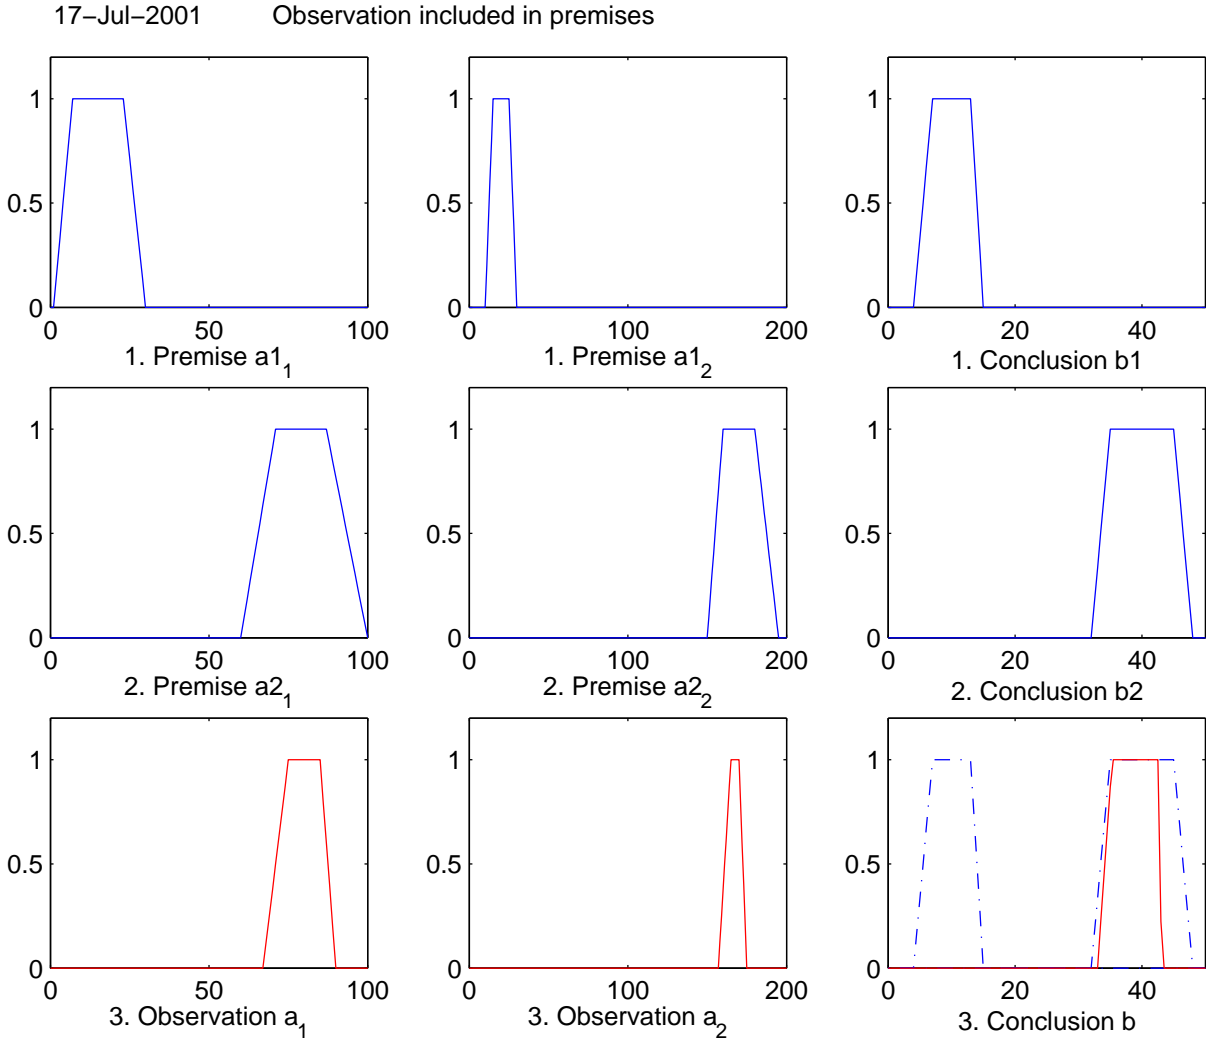 17−Jul−2001 Observation included in premises
1
0.5
0
0 50 100
1. Premise a1₁
1
0.5
0
0 100 200
1. Premise a1₂
1
0.5
0
0 20 40
1. Conclusion b1
1
0.5
0
0 50 100
2. Premise a2₁
1
0.5
0
0 100 200
2. Premise a2₂
1
0.5
0
0 20 40
2. Conclusion b2
1
0.5
0
0 50 100
3. Observation a₁
1
0.5
0
0 100 200
3. Observation a₂
1
0.5
0
0 20 40
3. Conclusion b